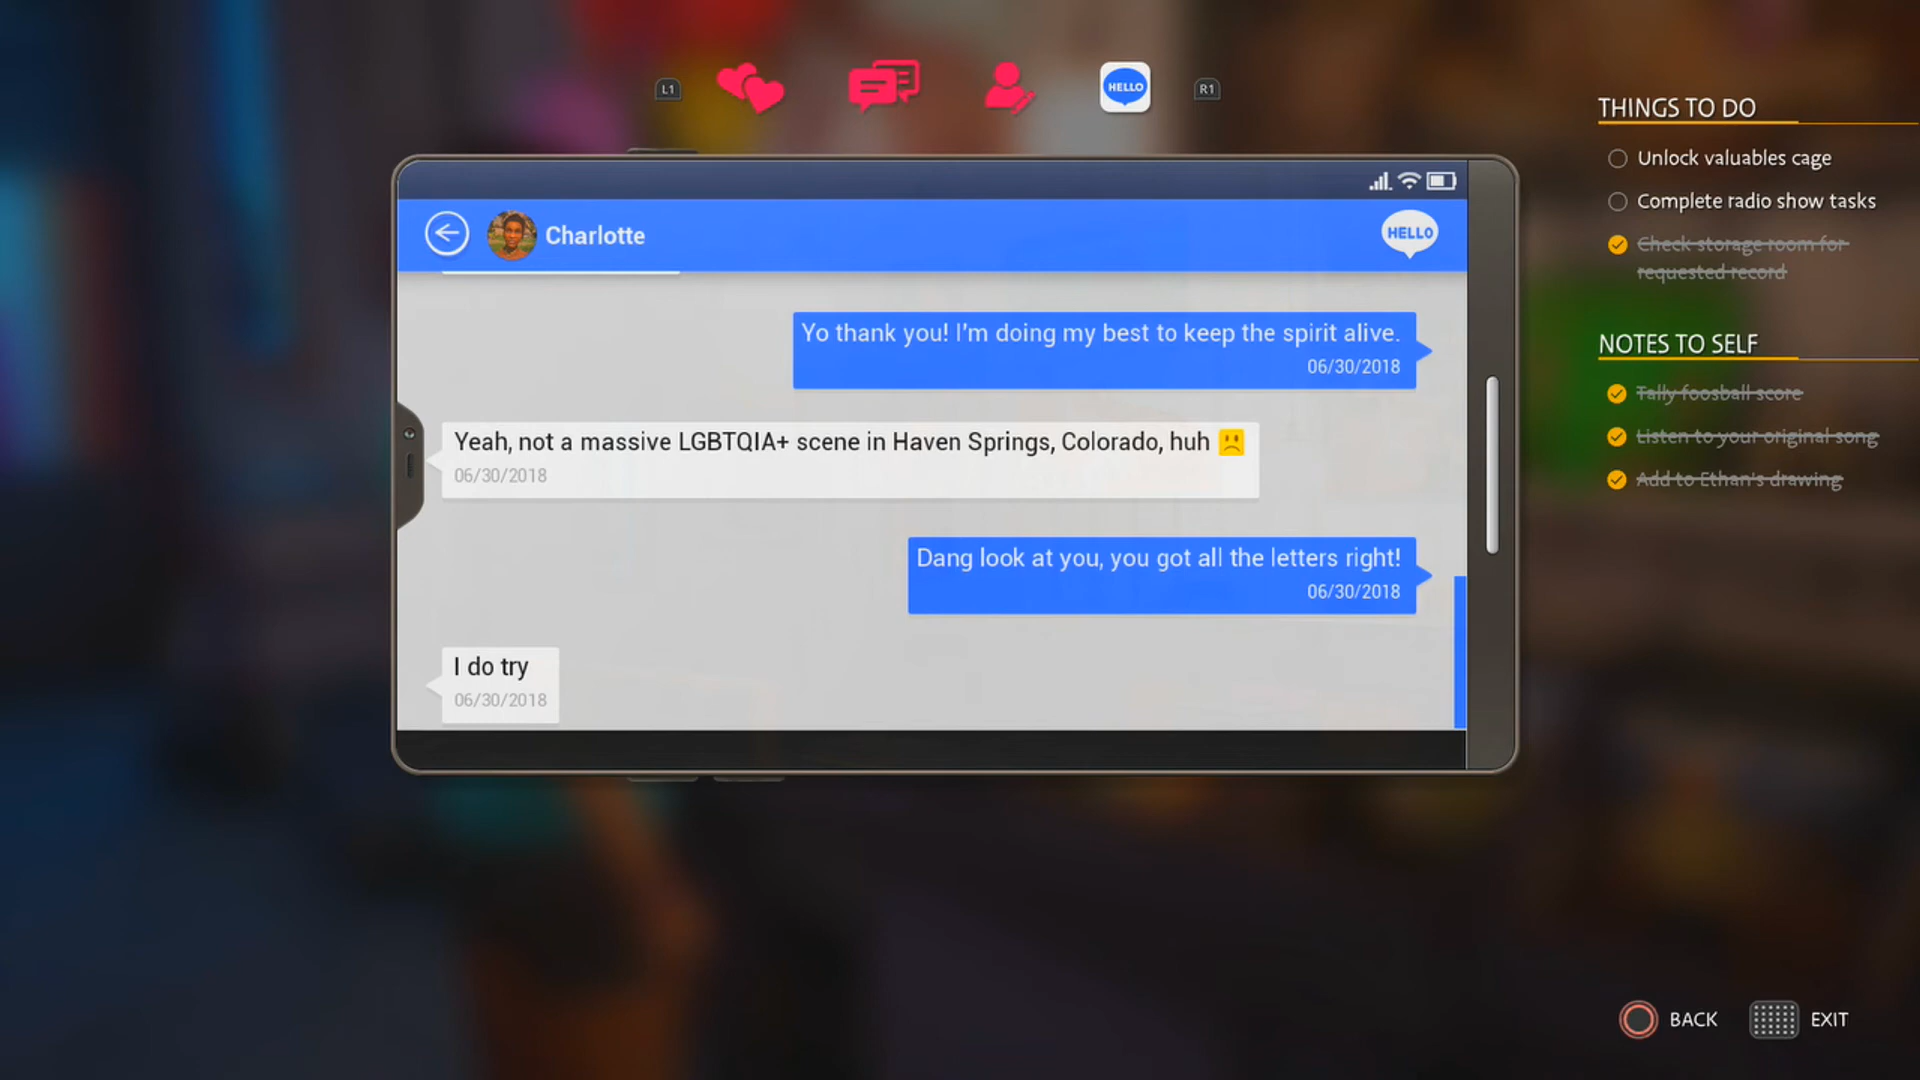 L1
HELLO
R1
Charlotte
HELLO
Yo thank you! I'm doing my best to keep the spirit alive.
06/30/2018
Yeah, not a massive LGBTQIA+ scene in Haven Springs, Colorado, huh
06/30/2018
Dang look at you, you got all the letters right!
06/30/2018
I do try
06/30/2018
THINGS TO DO
Unlock valuables cage
Complete radio show tasks
Check storage room for
requested record
NOTES TO SELF
Tally foosball score
Listen to your original song
Add to Ethan's drawing
BACK
EXIT